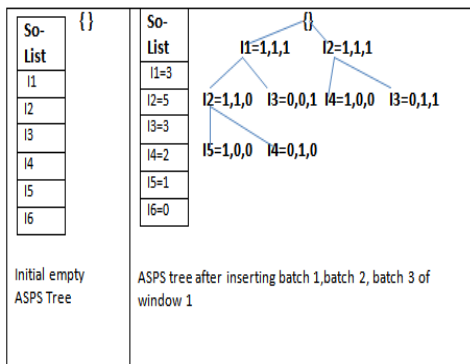 So-List
{}
I1
I2
I3
I4
I5
I6
Initial empty
ASPS Tree
So-List
I1=3
I2=5
I3=3
I4=2
I5=1
I6=0
{}
I1=1,1,1 I2=1,1,1
I2=1,1,0 I3=0,0,1 I4=1,0,0 I3=0,1,1
I5=1,0,0 I4=0,1,0
ASPS tree after inserting batch 1,batch 2, batch 3 of
window 1